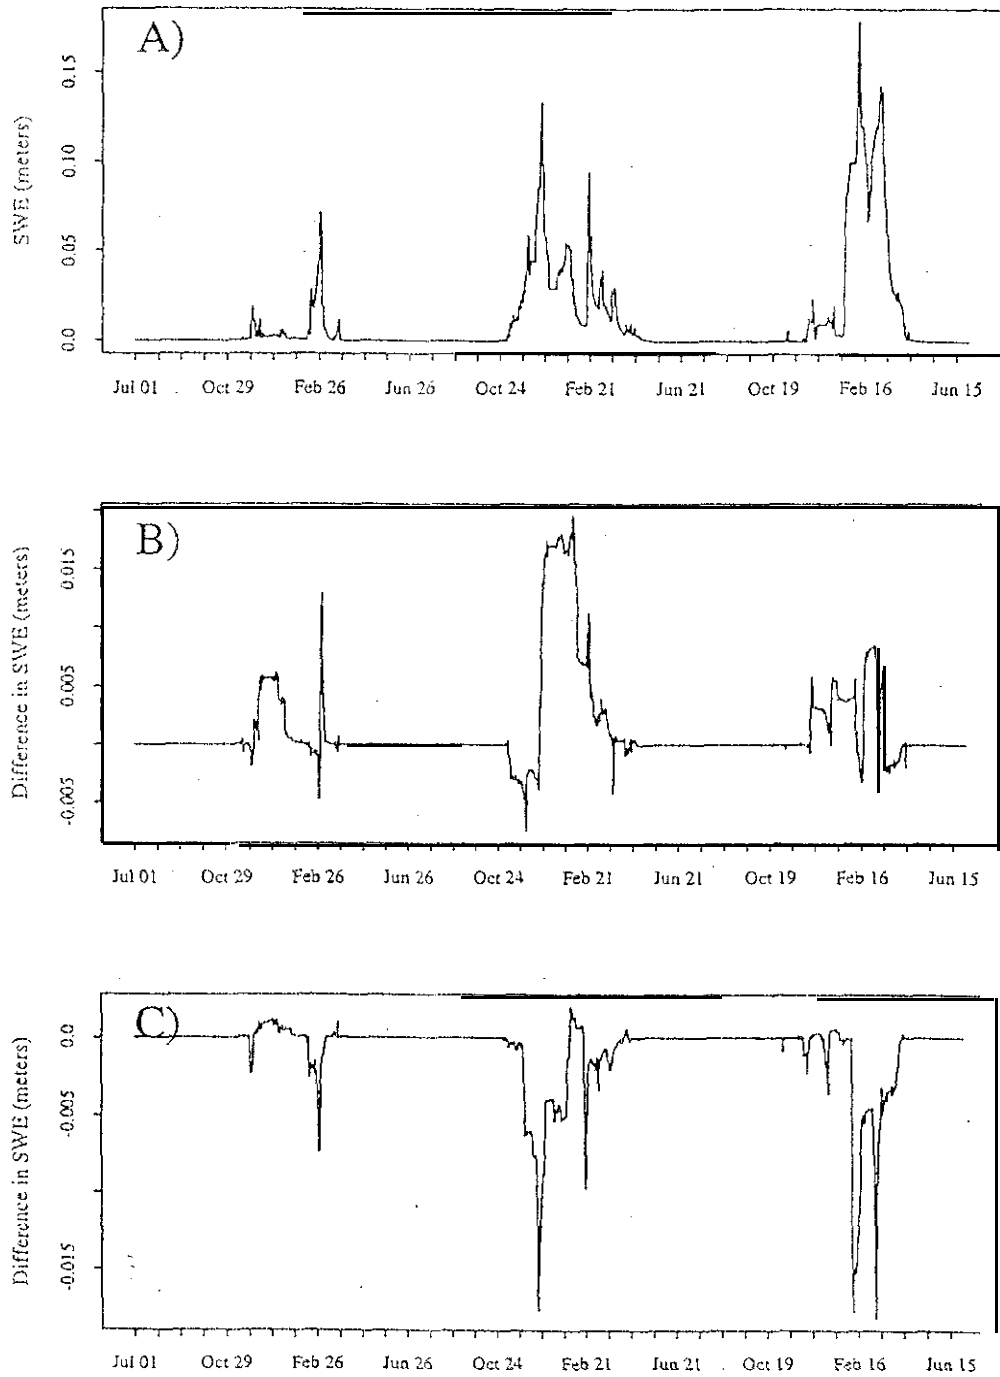 A)
SWE (meters)
0.15
0.10
0.05
0.0
Jul 01 Oct 29 Feb 26 Jun 26 Oct 24 Feb 21 Jun 21 Oct 19 Feb 16 Jun 15
B)
Difference in SWE (meters)
0.015
0.005
-0.005
Jul 01 Oct 29 Feb 26 Jun 26 Oct 24 Feb 21 Jun 21 Oct 19 Feb 16 Jun 15
C)
Difference in SWE (meters)
0.0
-0.005
-0.015
Jul 01 Oct 29 Feb 26 Jun 26 Oct 24 Feb 21 Jun 21 Oct 19 Feb 16 Jun 15